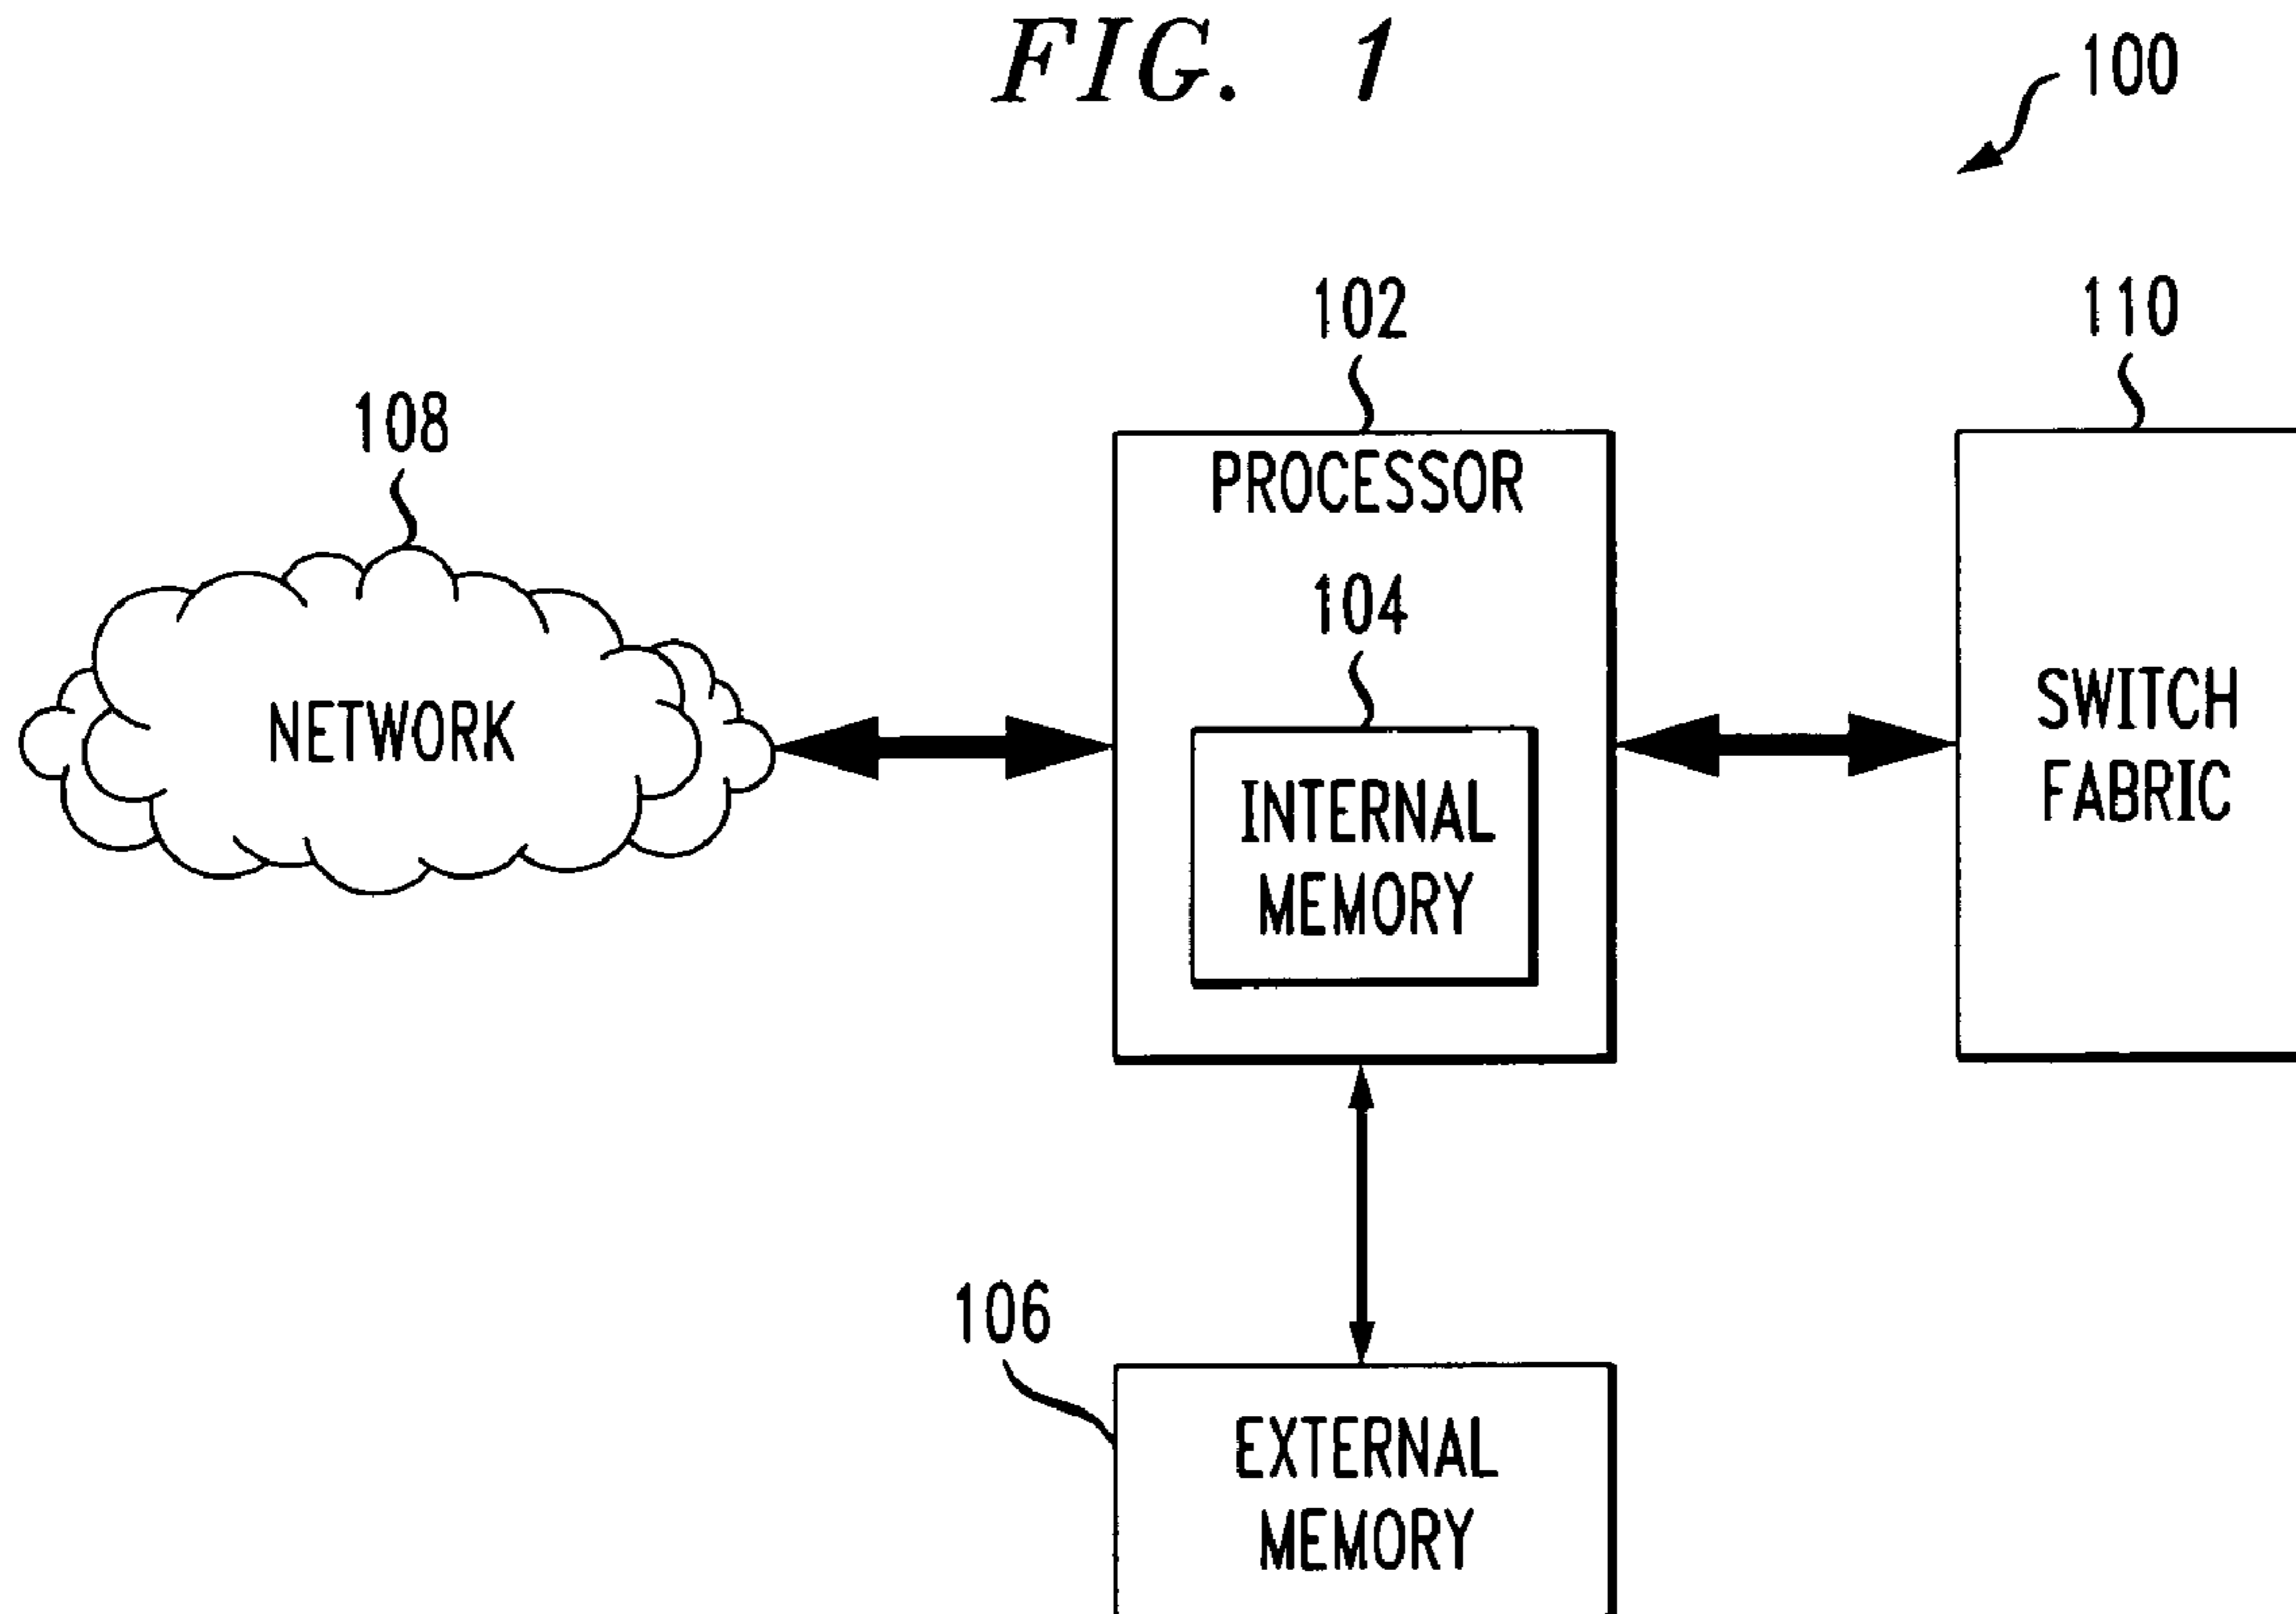 FIG. 1
100
102
110
108
PROCESSOR
104
NETWORK
SWITCH
FABRIC
INTERNAL
MEMORY
106
EXTERNAL
MEMORY